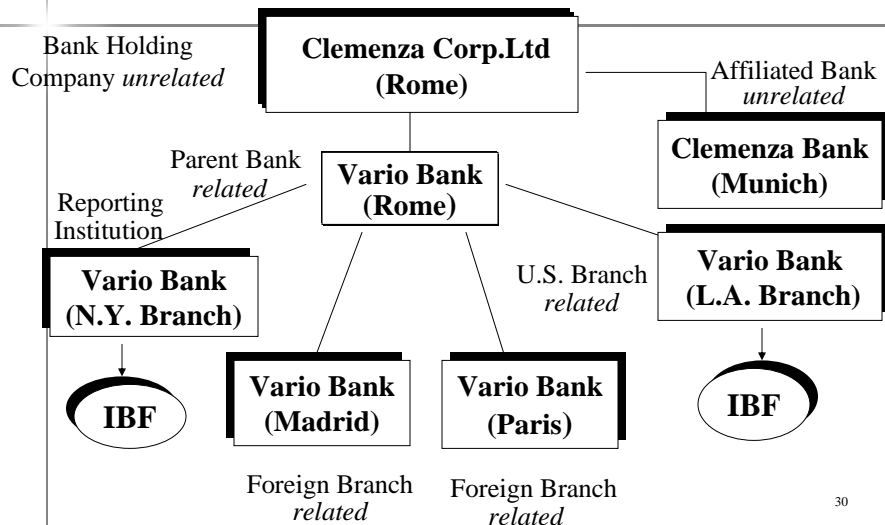 Bank Holding
Company unrelated
Clemenza Corp.Ltd
(Rome)
Affiliated Bank
unrelated
Clemenza Bank
(Munich)
Parent Bank
related
Vario Bank
(Rome)
Reporting
Institution
Vario Bank
(N.Y. Branch)
U.S. Branch
related
Vario Bank
(L.A. Branch)
IBF
Vario Bank
(Madrid)
Vario Bank
(Paris)
IBF
Foreign Branch
related
Foreign Branch
related
30